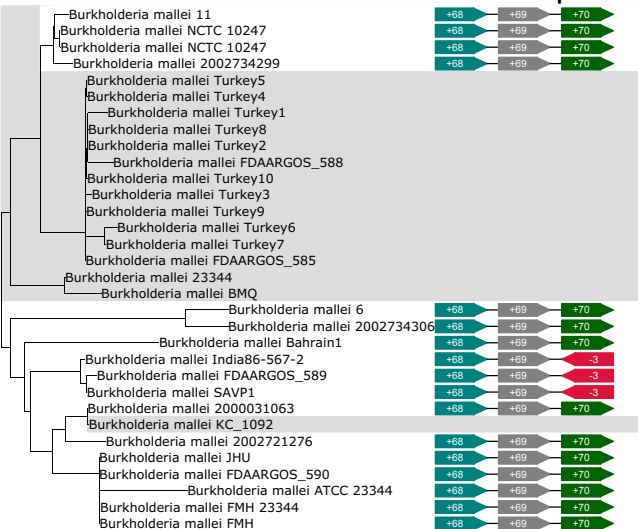 Burkholderia mallei 11 +68 +69 +70
Burkholderia mallei NCTC 10247 +68 +69 +70
Burkholderia mallei NCTC 10247 +68 +69 +70
Burkholderia mallei 2002734299 +68 +69 +70
Burkholderia mallei Turkey5
Burkholderia mallei Turkey4
Burkholderia mallei Turkey1
Burkholderia mallei Turkey8
Burkholderia mallei Turkey2
Burkholderia mallei FDAARGOS_588
Burkholderia mallei Turkey10
Burkholderia mallei Turkey3
Burkholderia mallei Turkey9
Burkholderia mallei Turkey6
Burkholderia mallei Turkey7
Burkholderia mallei FDAARGOS_585
Burkholderia mallei 23344
Burkholderia mallei BMQ
Burkholderia mallei 6 +68 +69 +70
Burkholderia mallei 2002734306 +68 +69 +70
Burkholderia mallei Bahrain1 +68 +69 +70
Burkholderia mallei India86-567-2 +68 +69 -3
Burkholderia mallei FDAARGOS_589 +68 +69 -3
Burkholderia mallei SAVP1 +68 +69 -3
Burkholderia mallei 2000031063 +68 +69 +70
Burkholderia mallei KC_1092
Burkholderia mallei 2002721276 +68 +69 +70
Burkholderia mallei JHU +68 +69 +70
Burkholderia mallei FDAARGOS_590 +68 +69 +70
Burkholderia mallei ATCC 23344 +68 +69 +70
Burkholderia mallei FMH 23344 +68 +69 +70
Burkholderia mallei FMH +68 +69 +70